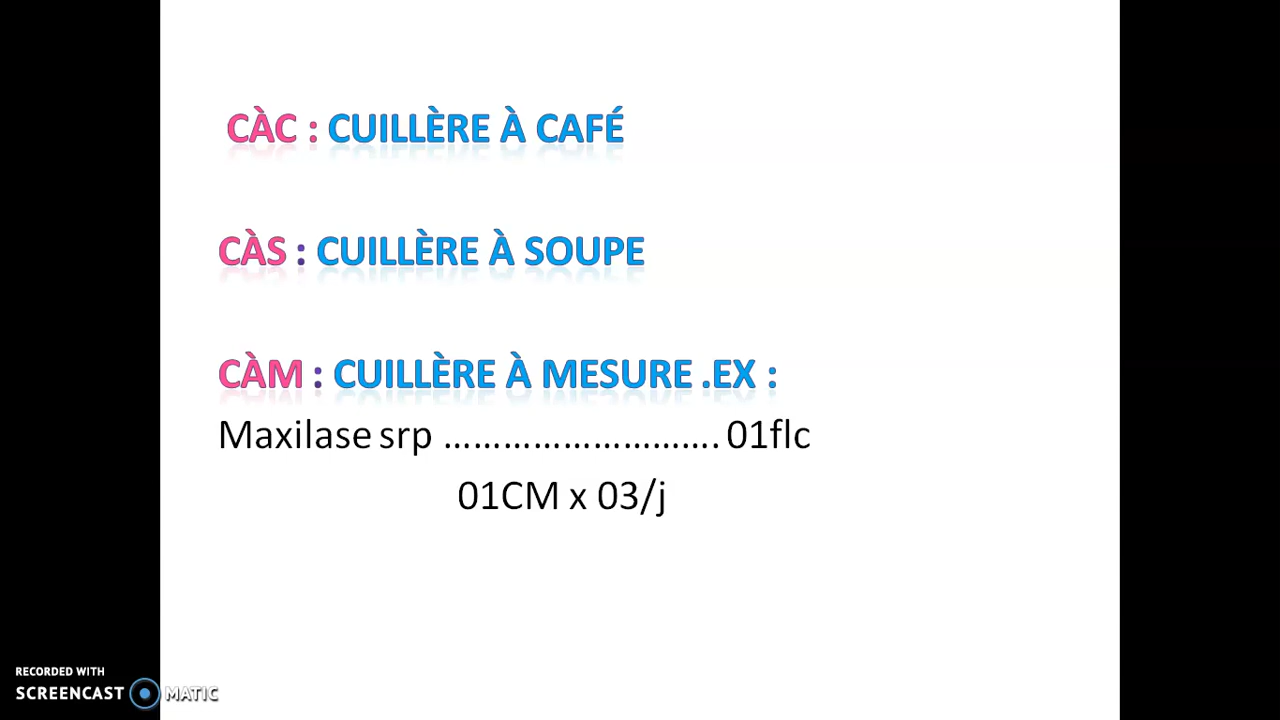 CÀC : CUILLÈRE À CAFÉ
CÀS : CUILLÈRE À SOUPE
CÀM : CUILLÈRE À MESURE .EX :
Maxilase srp ………………………. 01flc
01CM x 03/j
RECORDED WITH
SCREENCAST MATIC